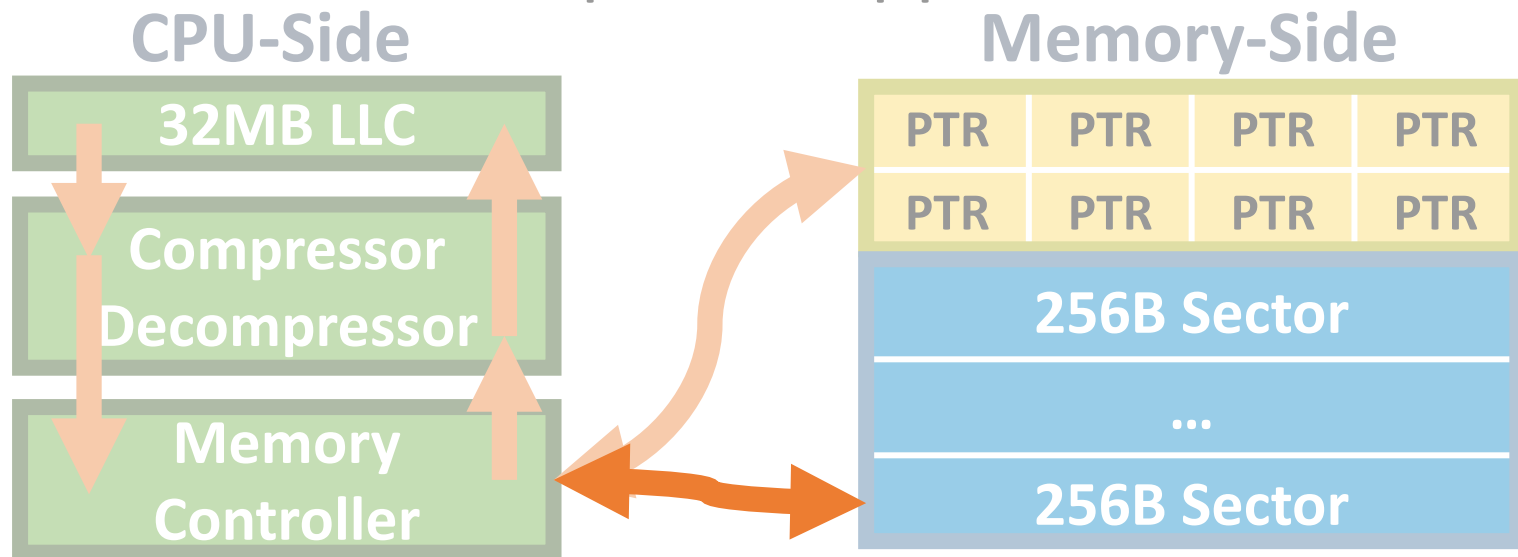 CPU-Side
Memory-Side
32MB LLC
Compressor
Decompressor
Memory
Controller
PTR PTR PTR PTR
PTR PTR PTR PTR
256B Sector
...
256B Sector